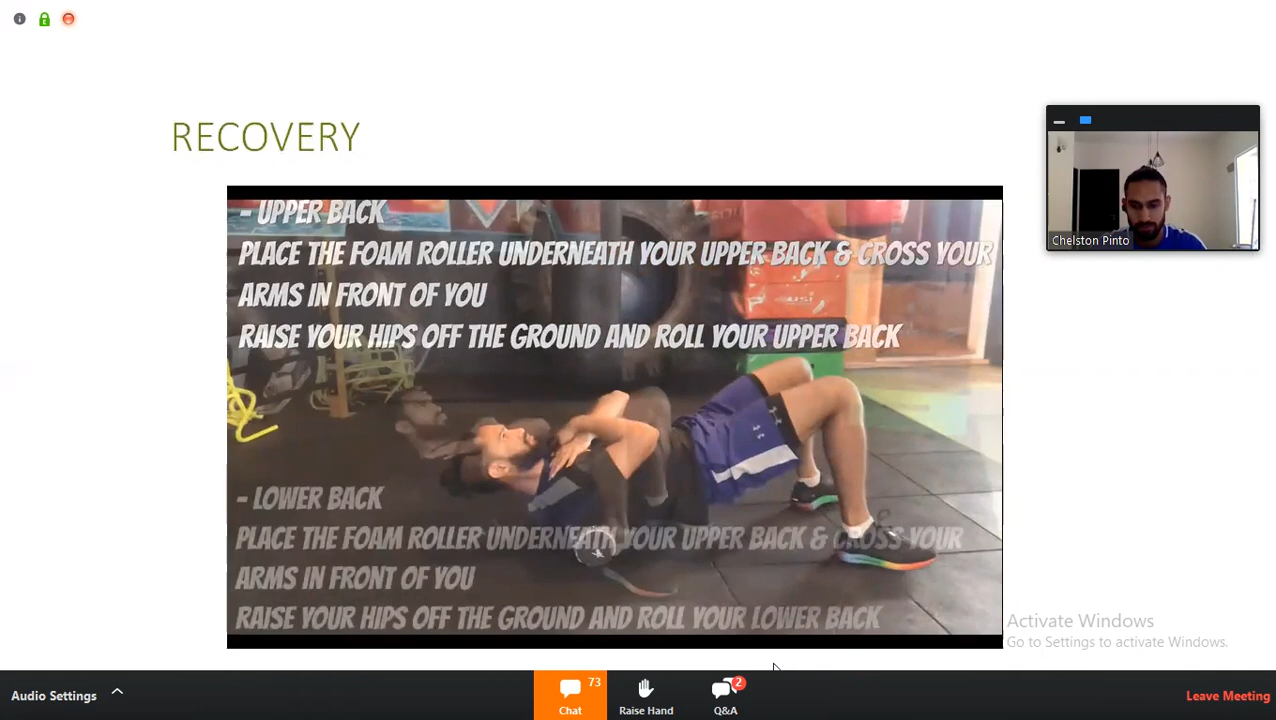 RECOVERY
- UPPER BACK
PLACE THE FOAM ROLLER UNDERNEATH YOUR UPPER BACK & CROSS YOUR
ARMS IN FRONT OF YOU
RAISE YOUR HIPS OFF THE GROUND AND ROLL YOUR UPPER BACK
- LOWER BACK
PLACE THE FOAM ROLLER UNDERNEATH YOUR UPPER BACK & CROSS YOUR
ARMS IN FRONT OF YOU
RAISE YOUR HIPS OFF THE GROUND AND ROLL YOUR LOWER BACK
USI
Chelston Pinto
Activate Windows
Go to Settings to activate Windows.
Audio Settings
73
Chat
Raise Hand
2
Q&A
Leave Meeting